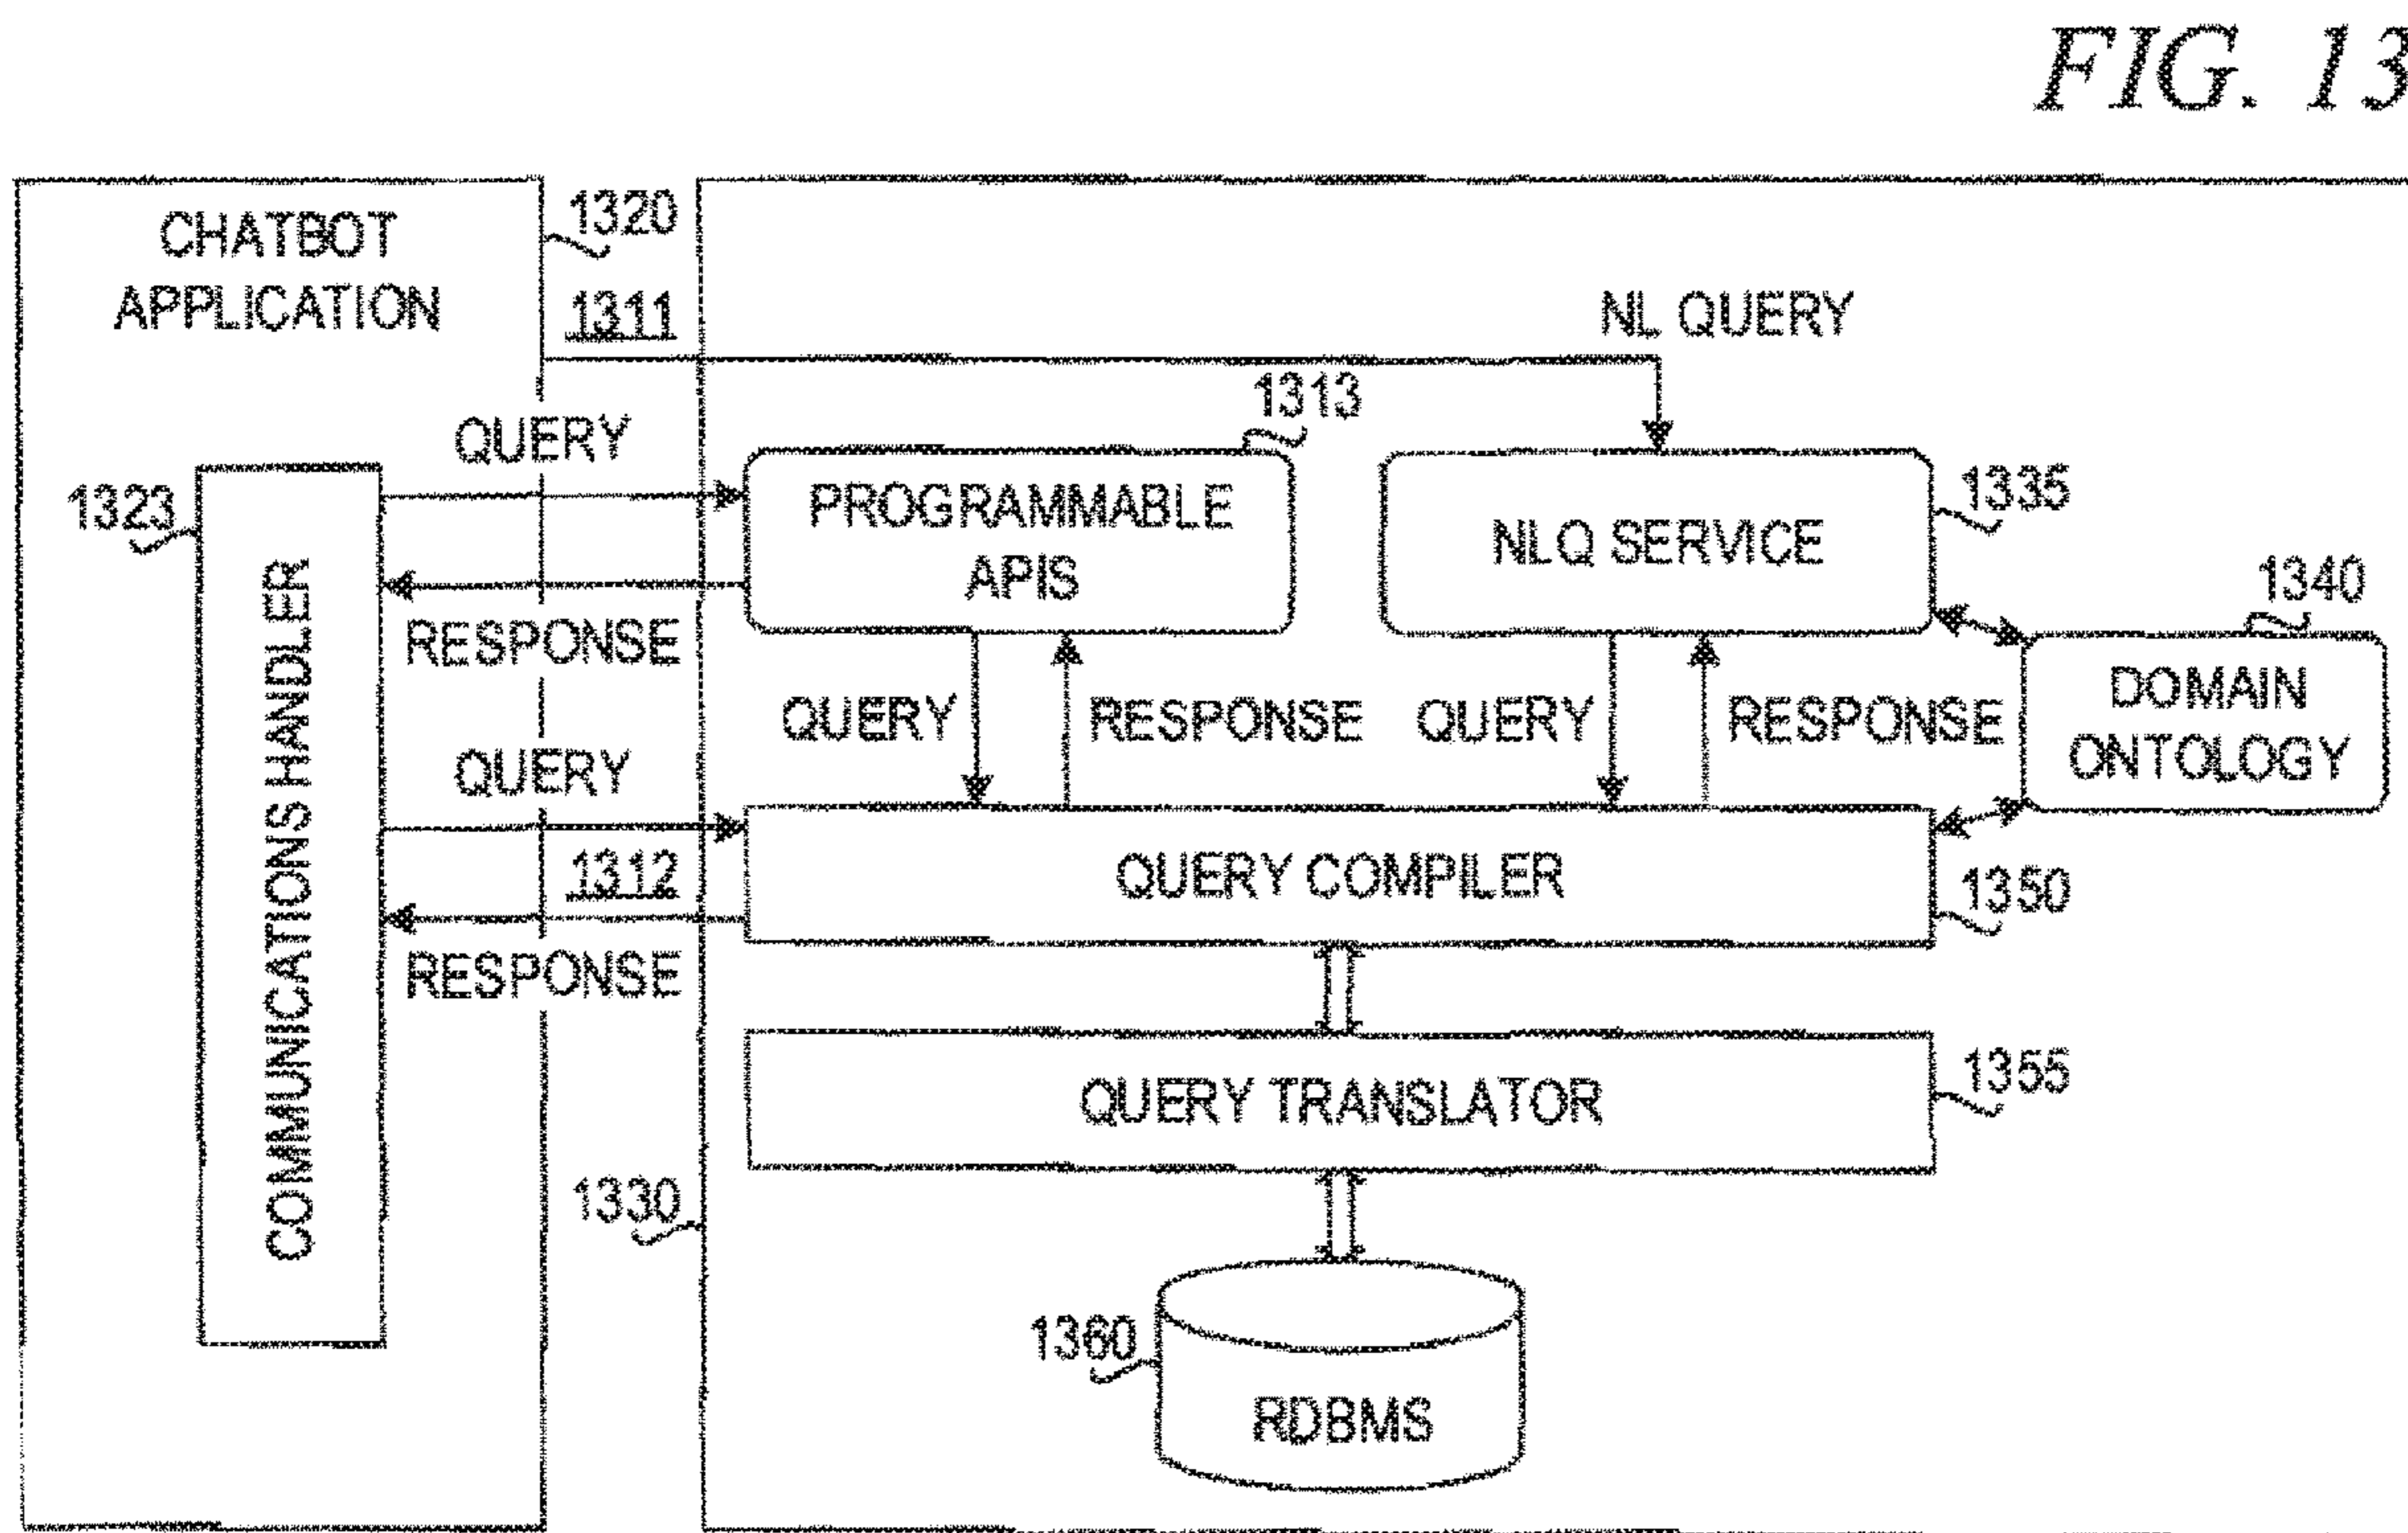 FIG. 13
CHATBOT
APPLICATION
1320
1311
NL QUERY
1313
QUERY
1323
PROGRAMMABLE
APIS
NLQ SERVICE
1335
RESPONSE
1340
COMMUNICATIONS HANDLER
QUERY
RESPONSE
QUERY
RESPONSE
DOMAIN
ONTOLOGY
QUERY
1312
QUERY COMPILER
1350
RESPONSE
QUERY TRANSLATOR
1355
1330
1360
RDBMS